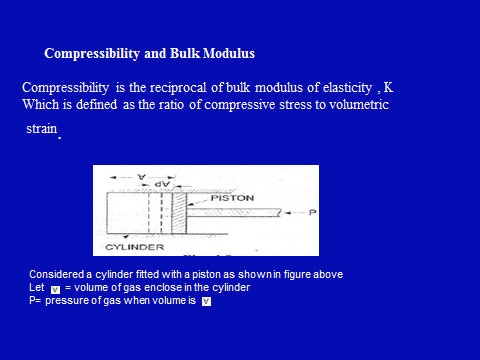 Compressibility and Bulk Modulus
Compressibility is the reciprocal of bulk modulus of elasticity , K
Which is defined as the ratio of compressive stress to volumetric
strain.
∀
d∀
PISTON
P
CYLINDER
Considered a cylinder fitted with a piston as shown in figure above
Let ∀ = volume of gas enclose in the cylinder
P= pressure of gas when volume is ∀